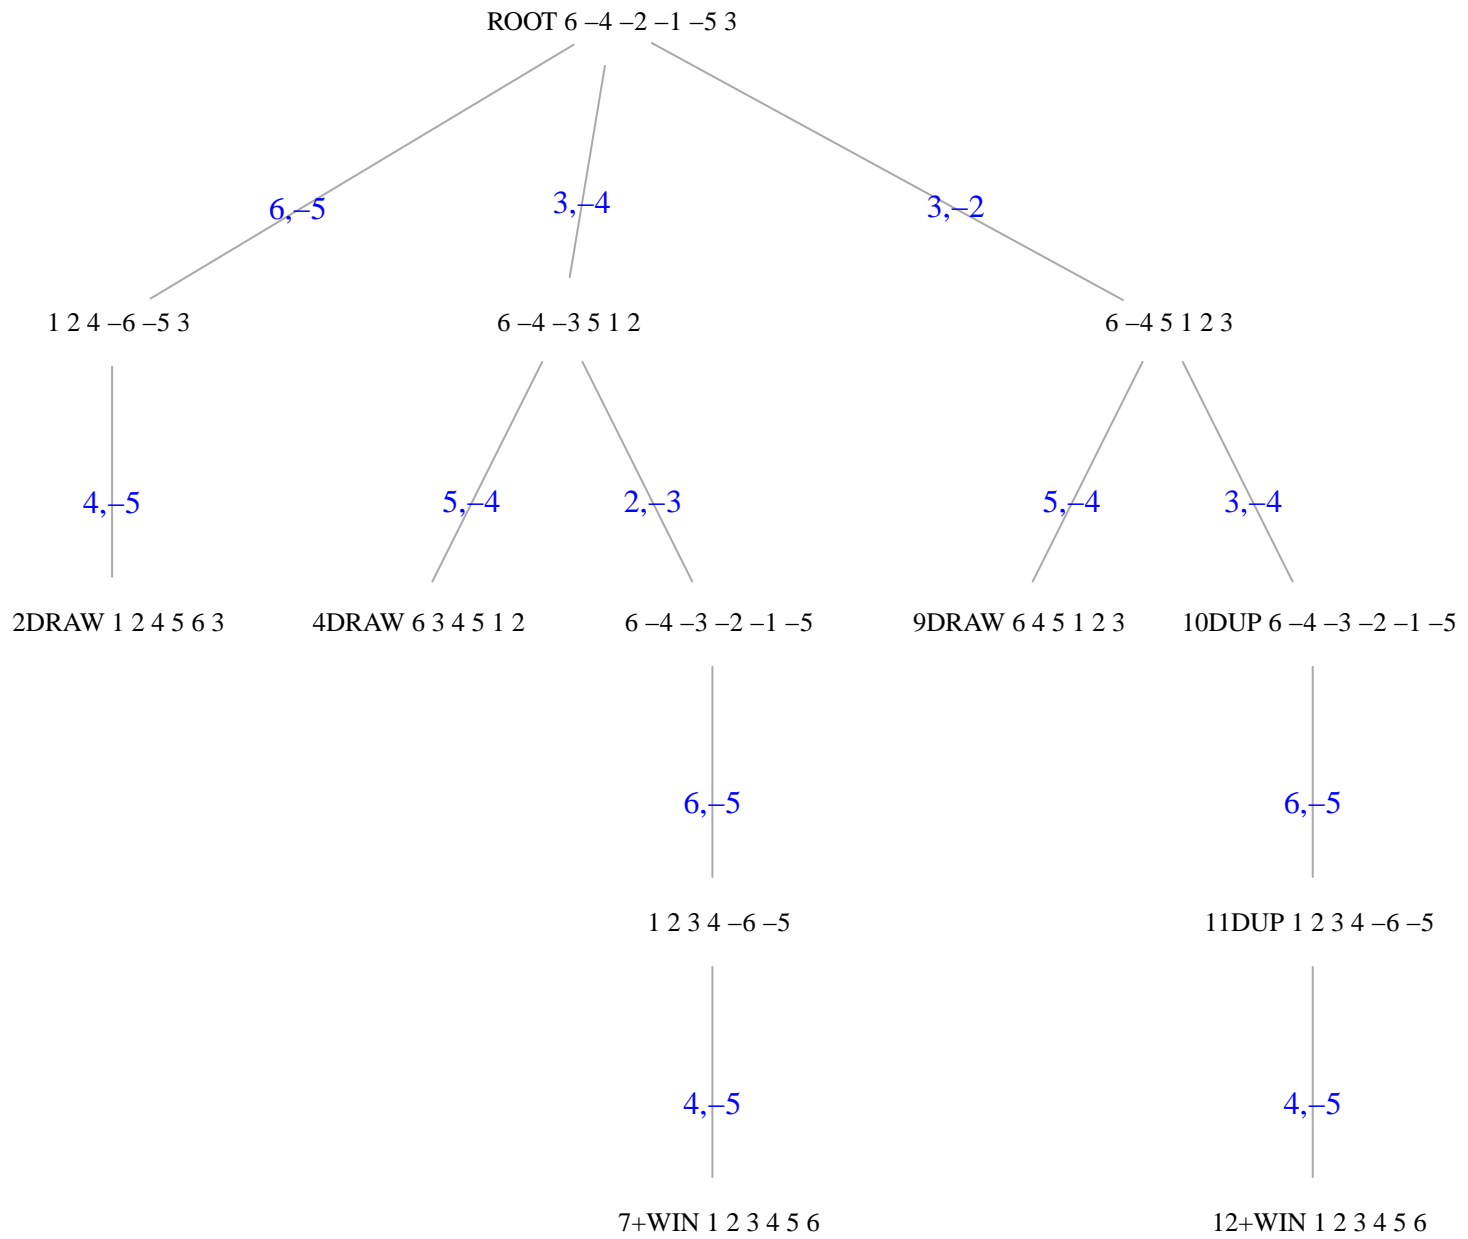 ROOT 6 –4 –2 –1 –5 3
6,–5
3,–4
3,–2
1 2 4 –6 –5 3
6 –4 –3 5 1 2
6 –4 5 1 2 3
4,–5
5,–4
2,–3
5,–4
3,–4
2DRAW 1 2 4 5 6 3
4DRAW 6 3 4 5 1 2
6 –4 –3 –2 –1 –5
9DRAW 6 4 5 1 2 3
10DUP 6 –4 –3 –2 –1 –5
6,–5
6,–5
1 2 3 4 –6 –5
11DUP 1 2 3 4 –6 –5
4,–5
4,–5
7+WIN 1 2 3 4 5 6
12+WIN 1 2 3 4 5 6